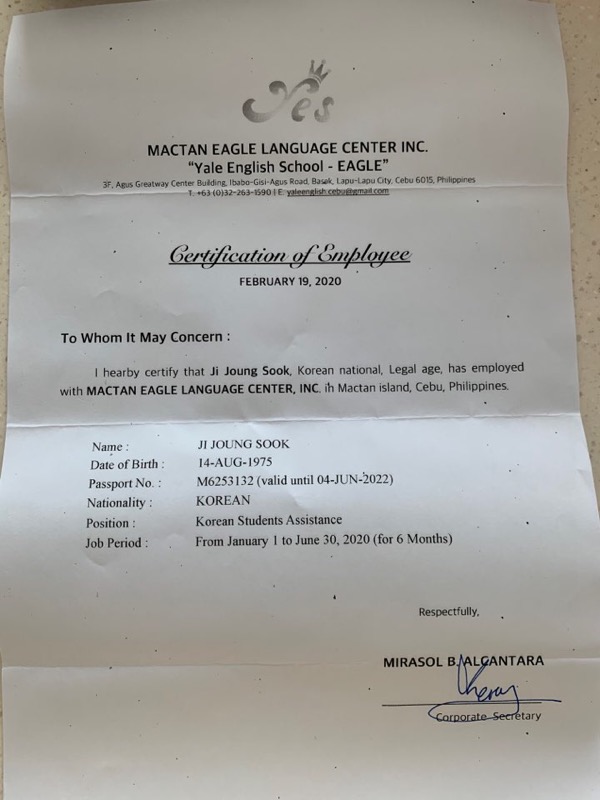 Yes
MACTAN EAGLE LANGUAGE CENTER INC.
“Yale English School - EAGLE”
3F, Agus Greatway Center Building, Ibabo-Gisi-Agus Road, Basak, Lapu-Lapu City, Cebu 6015, Philippines
T. +63 (0)32-263-1590 I E. yaleenglish.cebu@gmail.com
Certification of Employee
FEBRUARY 19, 2020
To Whom It May Concern :
I hearby certify that Ji Joung Sook, Korean national, Legal age, has employed
with MACTAN EAGLE LANGUAGE CENTER, INC. in Mactan island, Cebu, Philippines.
Name : JI JOUNG SOOK
Date of Birth : 14-AUG-1975
Passport No. : M6253132 (valid until 04-JUN-2022)
Nationality : KOREAN
Position : Korean Students Assistance
Job Period : From January 1 to June 30, 2020 (for 6 Months)
Respectfully,
MIRASOL B. ALCANTARA
Corporate Secretary